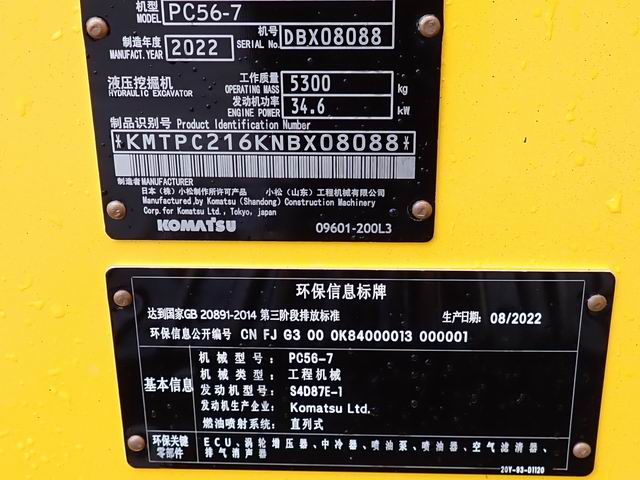 机型 MODEL PC56-7
机号 SERIAL No. DBX08088
制造年度 MANUFACT.YEAR 2022
液压挖掘机 HYDRAULIC EXCAVATOR
工作质量 OPERATING MASS 5300 kg
发动机功率 ENGINE POWER 34.6 kW
制品识别号 Product Identification Number
*KMTPC216KNBX08088*
制造者 MANUFACTURER
日本（株）小松制作所许可产品 小松（山东）工程机械有限公司
Manufactured,by Komatsu (Shandong) Construction Machinery
Corp.for Komatsu Ltd., Tokyo, japan
KOMATSU 09601-200L3
环保信息标牌
达到国家GB 20891-2014 第三阶段排放标准 生产日期: 08/2022
环保信息公开编号 CN FJ G3 00 0K84000013 000001
基本信息
机械型号: PC56-7
机械类型: 工程机械
发动机型号: S4D87E-1
发动机生产企业: Komatsu Ltd.
燃油喷射系统: 直列式
环保关键零部件
ECU、涡轮增压器、中冷器、喷油泵、喷油器、空气滤清器、
排气消声器
20Y-93-D1120